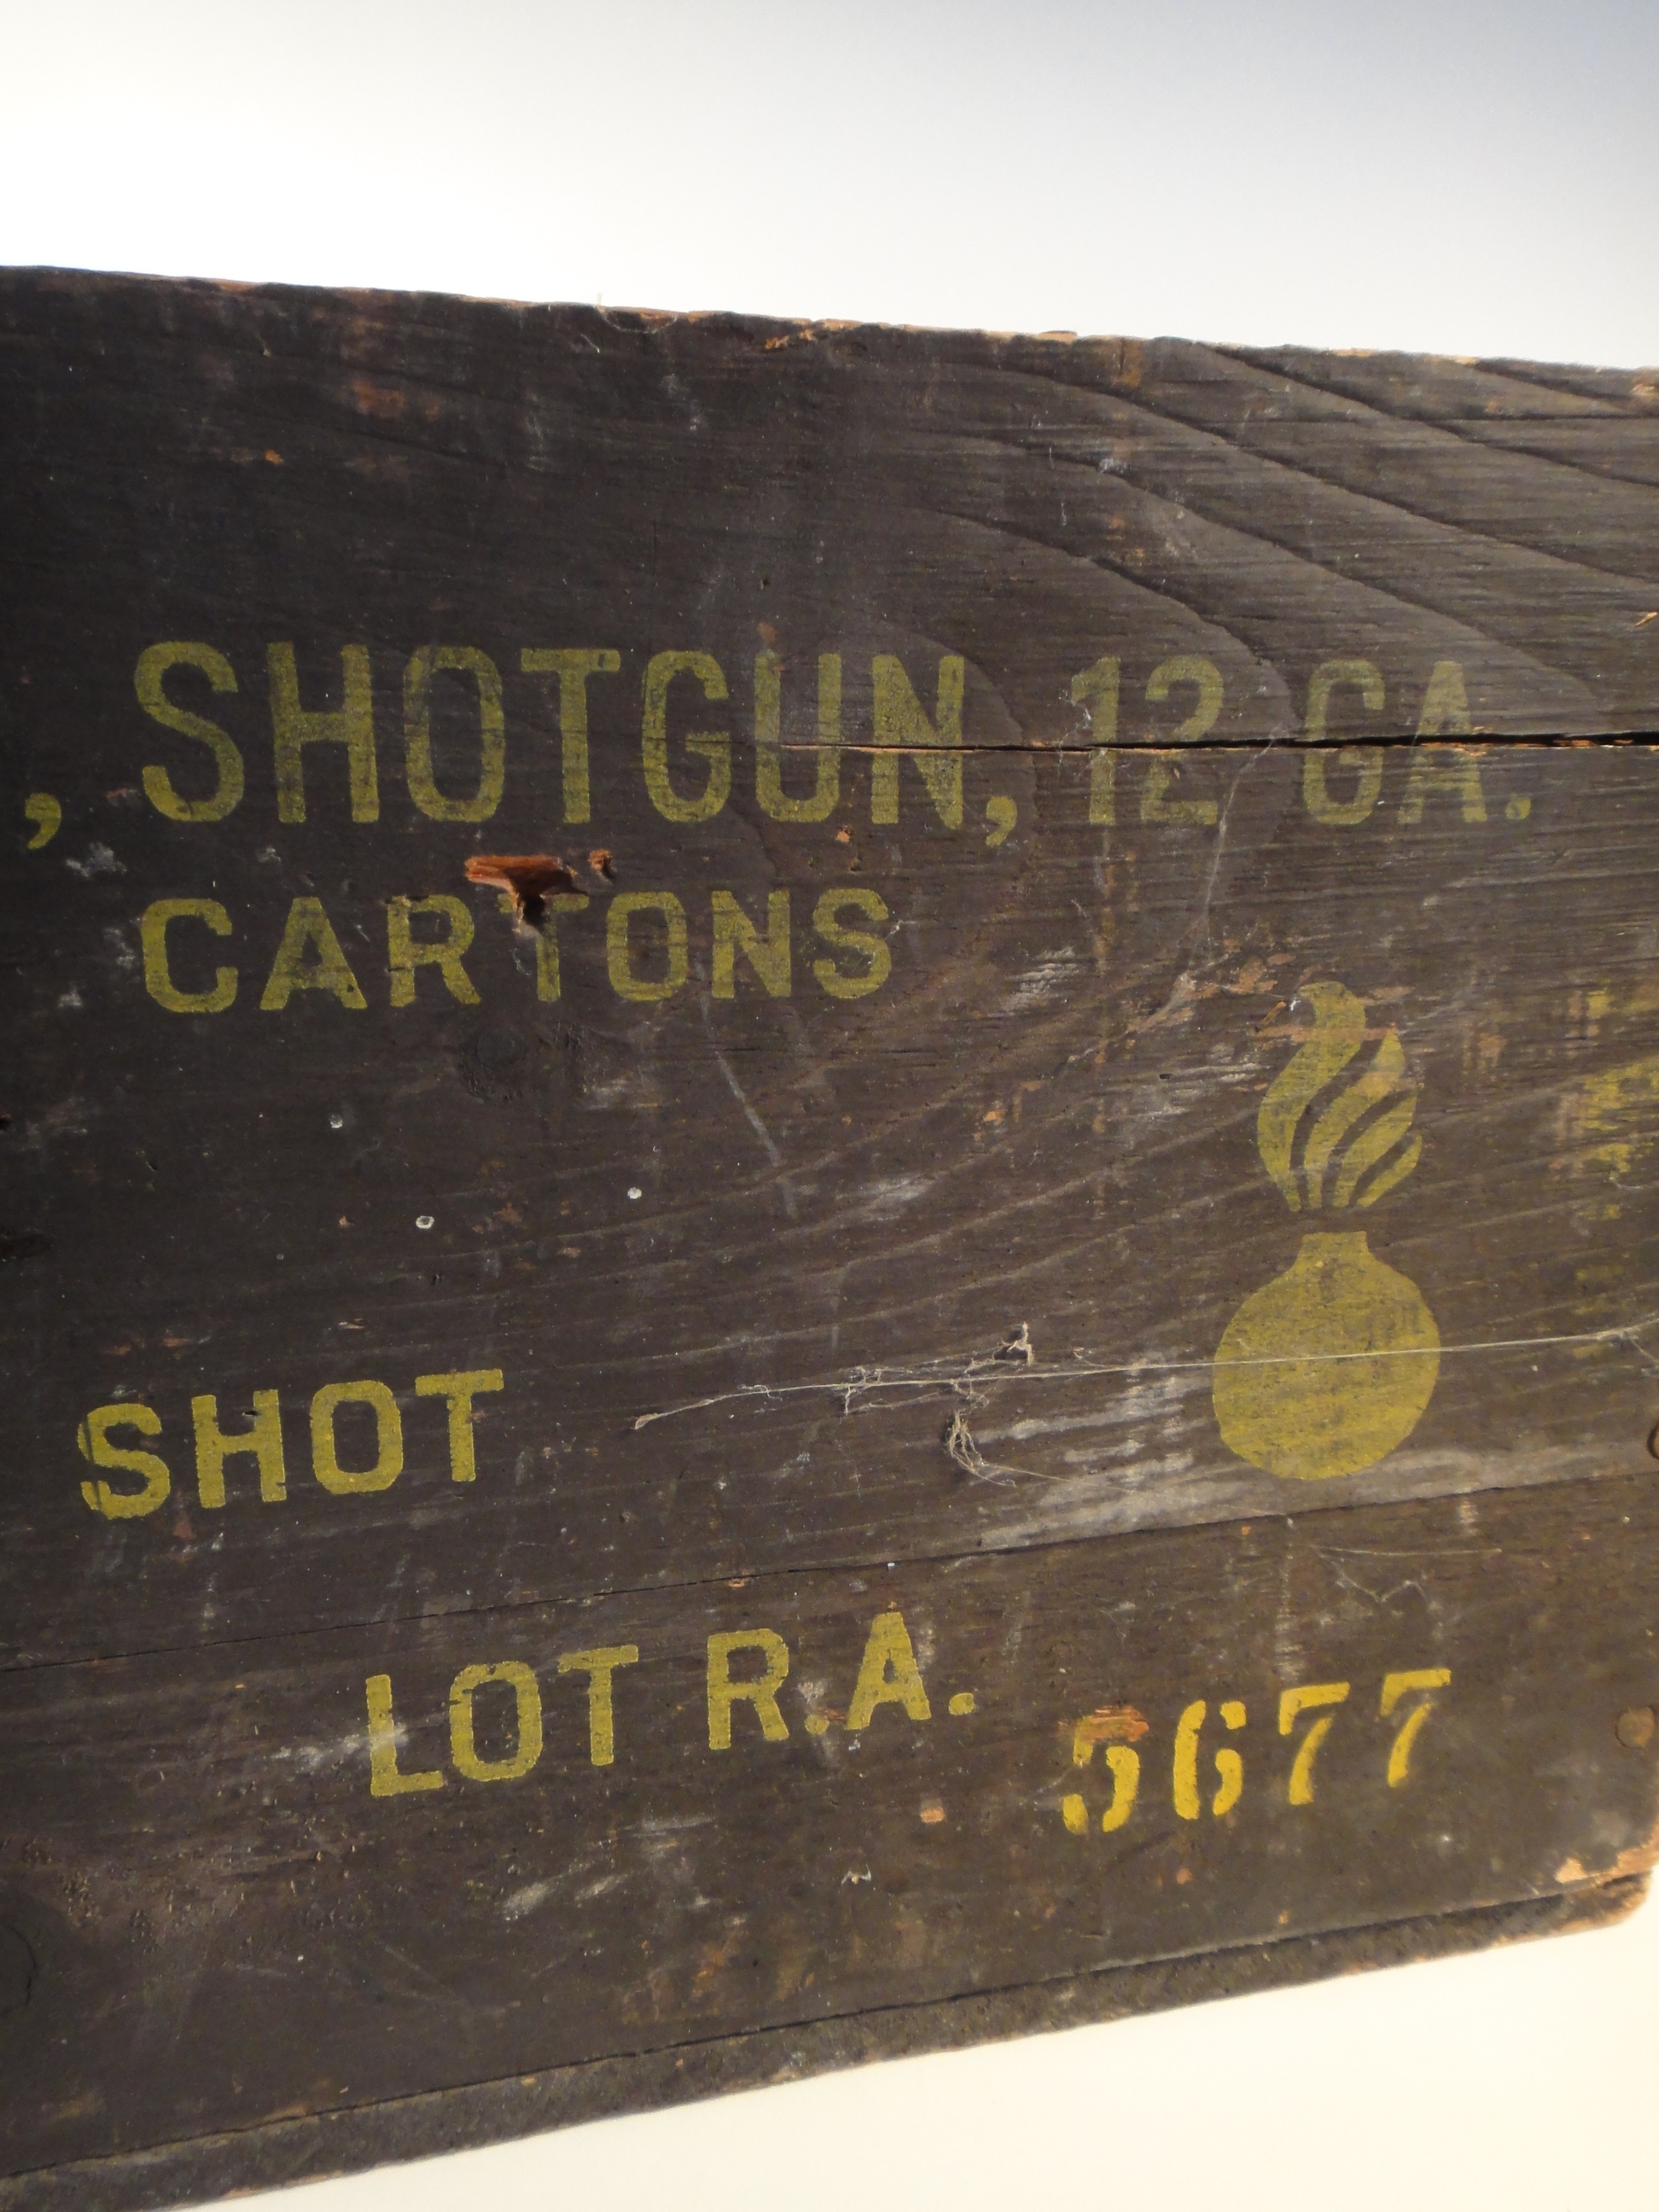 , SHOTGUN, 12 GA.
CARTONS
SHOT
LOT R.A. 5677